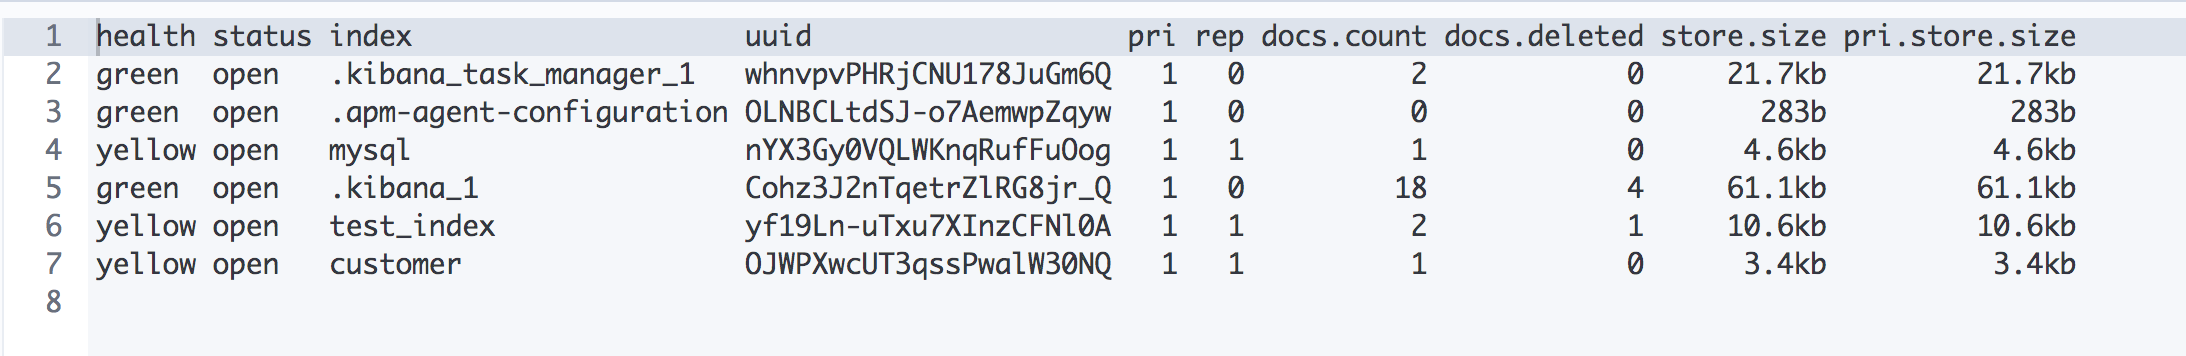 1 health status index uuid pri rep docs.count docs.deleted store.size pri.store.size
2 green open .kibana_task_manager_1 whnvpvPHRjCNU178JuGm6Q 1 0 2 0 21.7kb 21.7kb
3 green open .apm-agent-configuration OLNBCLtdSJ-o7AemwpZqyw 1 0 0 0 283b 283b
4 yellow open mysql nYX3Gy0VQLWKnqRufFuOog 1 1 1 0 4.6kb 4.6kb
5 green open .kibana_1 Cohz3J2nTqetrZlRG8jr_Q 1 0 18 4 61.1kb 61.1kb
6 yellow open test_index yf19Ln-uTxu7XInzCFNl0A 1 1 2 1 10.6kb 10.6kb
7 yellow open customer OJWPXwcUT3qssPwalW30NQ 1 1 1 0 3.4kb 3.4kb
8